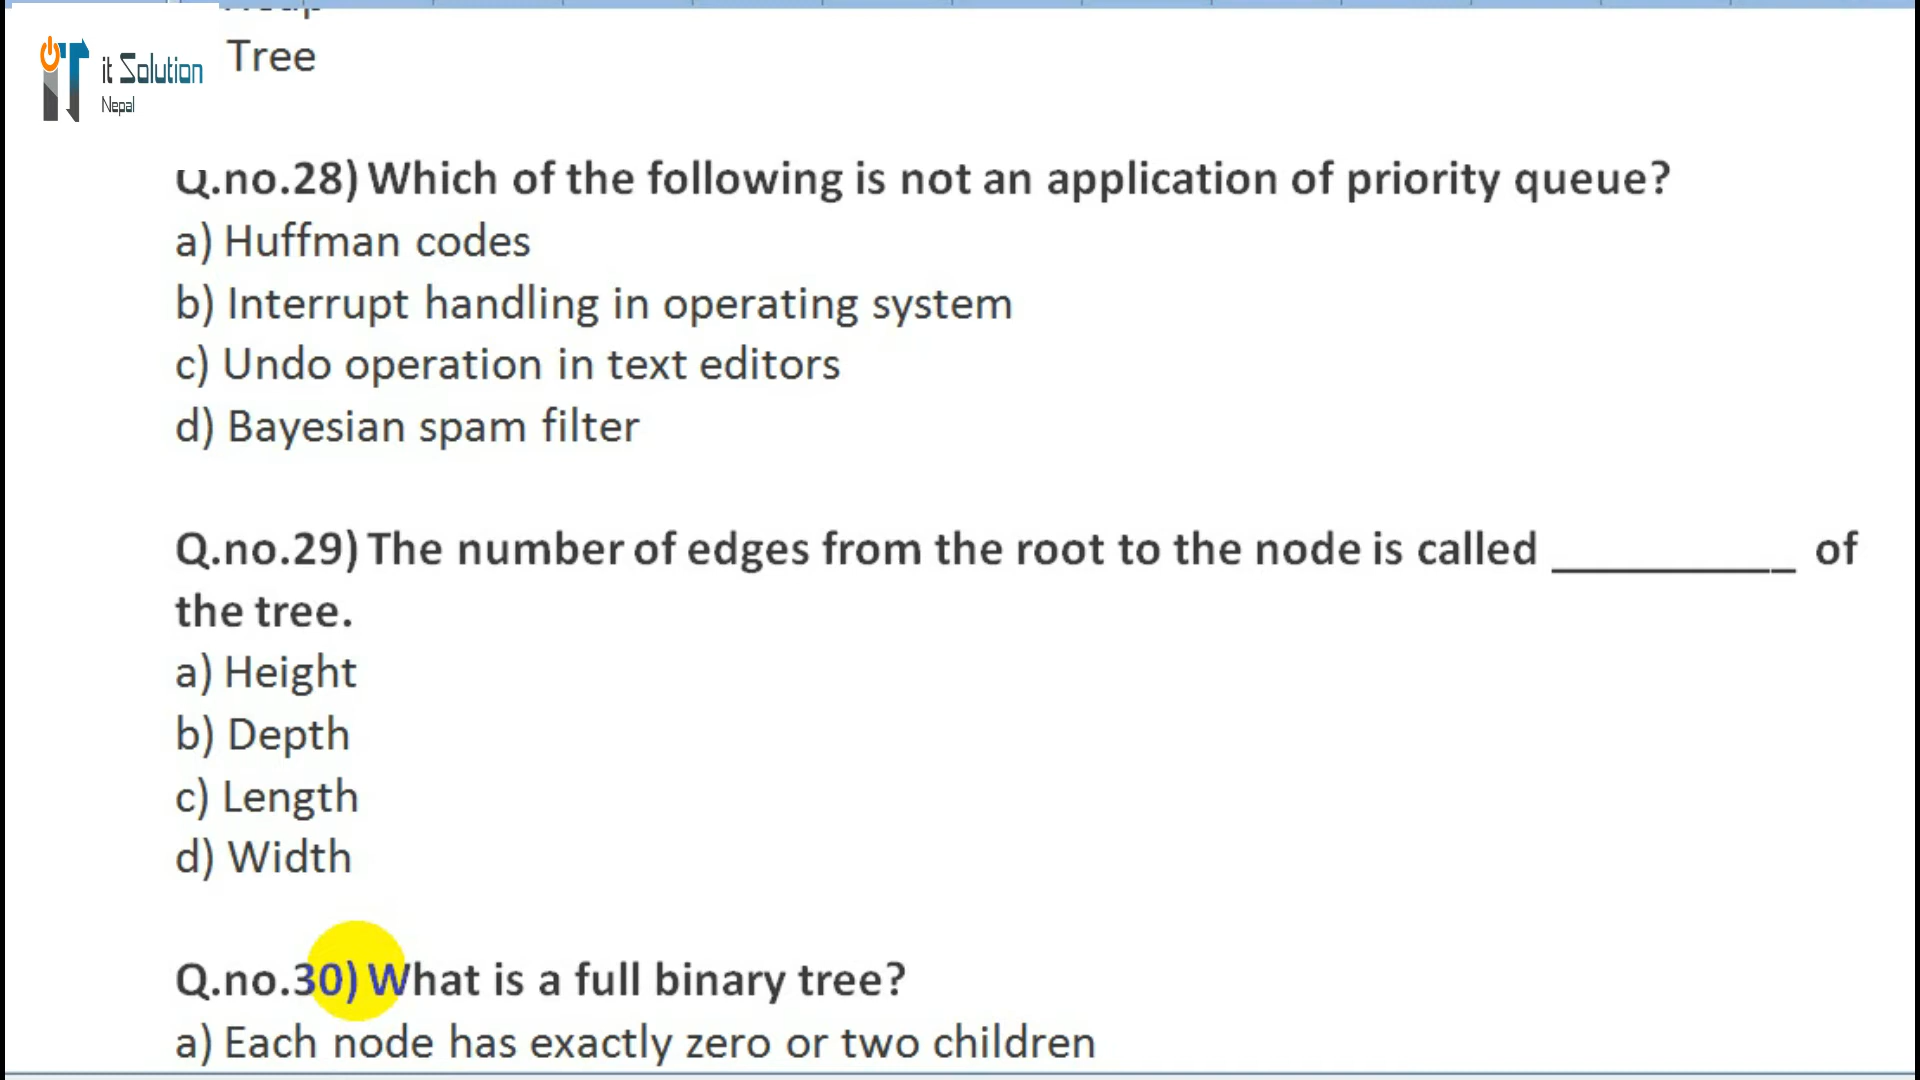 Tree
it Solution
Nepal
Q.no.28) Which of the following is not an application of priority queue?
a) Huffman codes
b) Interrupt handling in operating system
c) Undo operation in text editors
d) Bayesian spam filter
Q.no.29) The number of edges from the root to the node is called __________ of
the tree.
a) Height
b) Depth
c) Length
d) Width
Q.no.30) What is a full binary tree?
a) Each node has exactly zero or two children